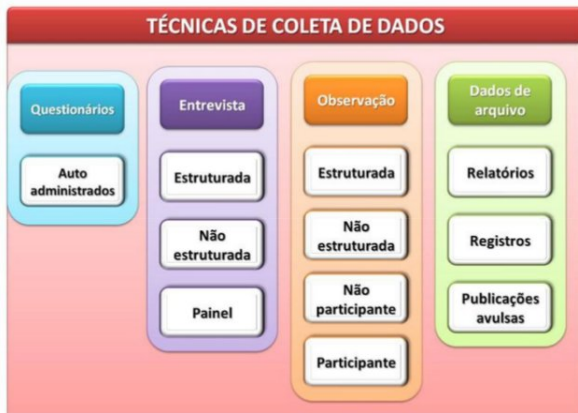 TÉCNICAS DE COLETA DE DADOS
Questionários
Auto
administrados
Entrevista
Estruturada
Não
estruturada
Painel
Observação
Estruturada
Não
estruturada
Não
participante
Participante
Dados de
arquivo
Relatórios
Registros
Publicações
avulsas